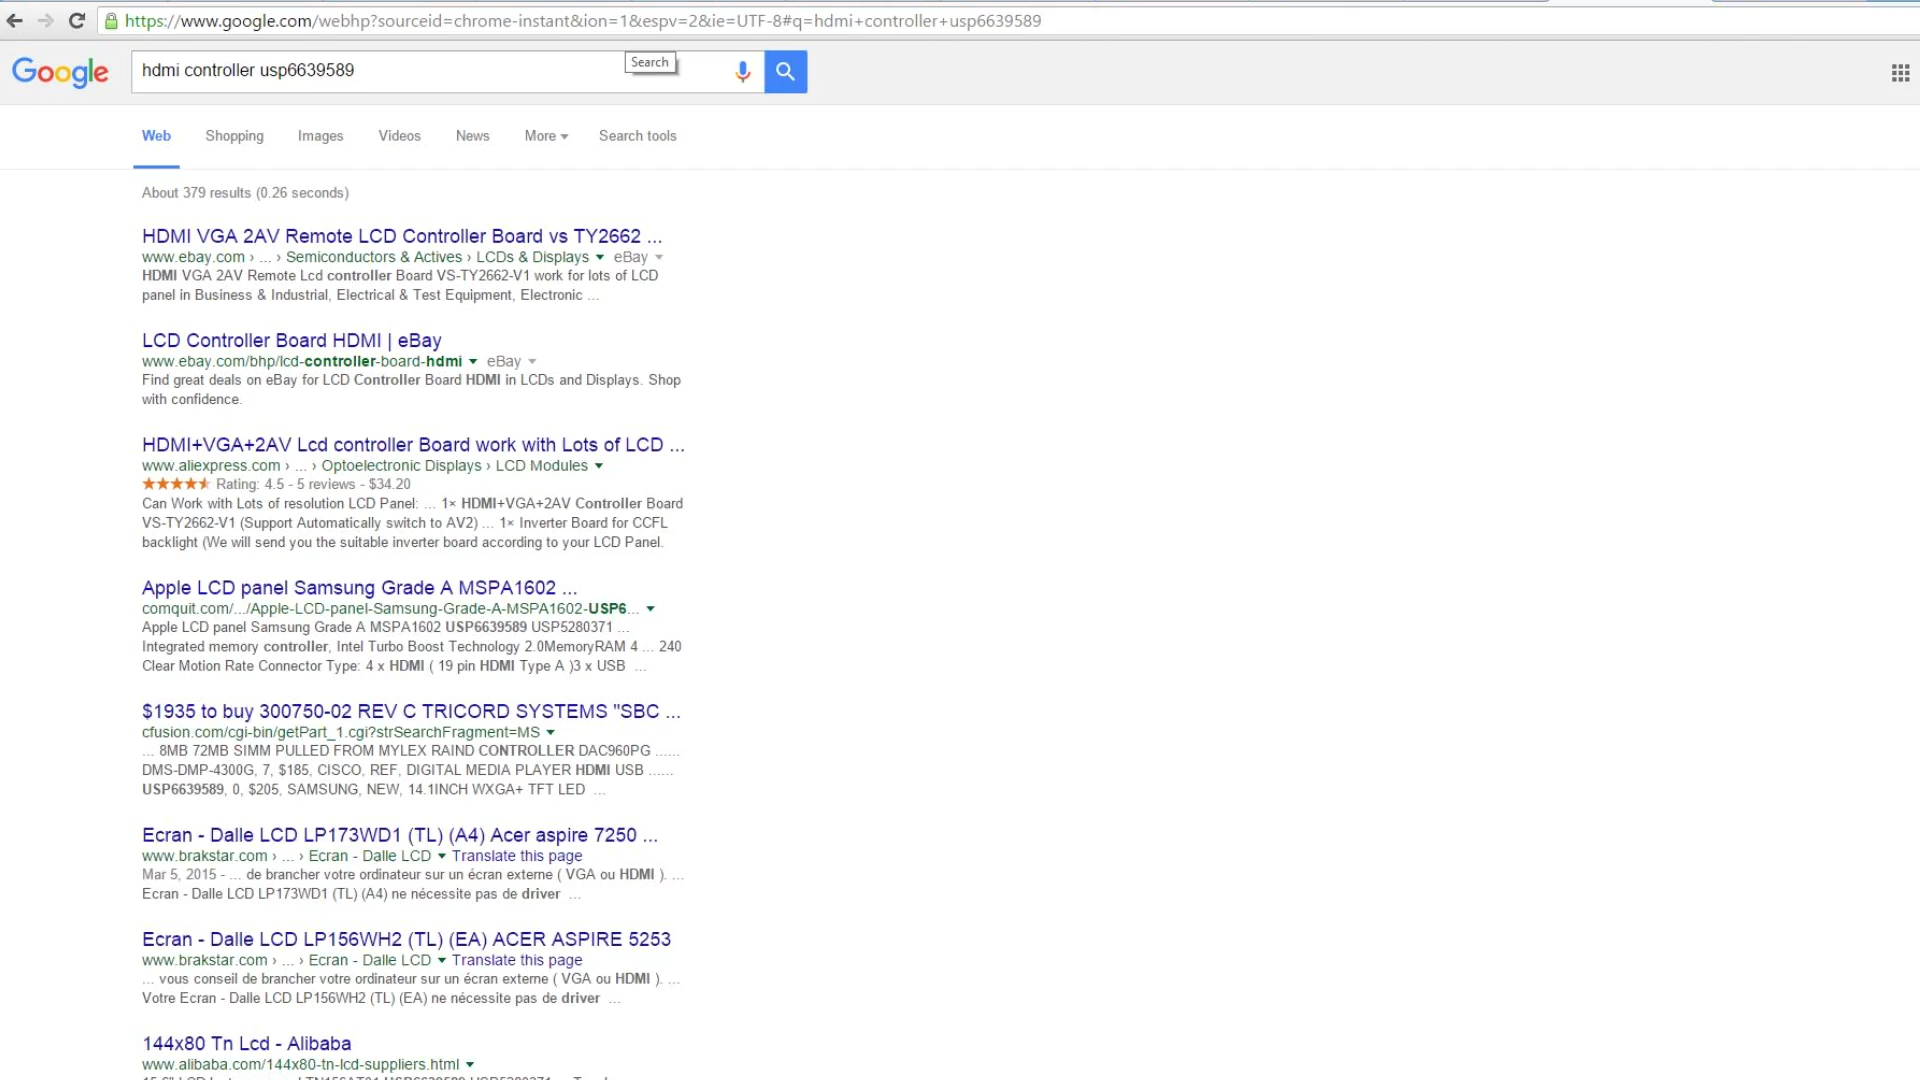 https://www.google.com/webhp?sourceid=chrome-instant&ion=1&espv=2&ie=UTF-8#q=hdmi+controller+usp6639589
Google
hdmi controller usp6639589
Search
Web Shopping Images Videos News More Search tools
About 379 results (0.26 seconds)
HDMI VGA 2AV Remote LCD Controller Board vs TY2662 ...
www.ebay.com › ... › Semiconductors & Actives › LCDs & Displays eBay
HDMI VGA 2AV Remote Lcd controller Board VS-TY2662-V1 work for lots of LCD
panel in Business & Industrial, Electrical & Test Equipment, Electronic ...
LCD Controller Board HDMI | eBay
www.ebay.com/bhp/lcd-controller-board-hdmi eBay
Find great deals on eBay for LCD Controller Board HDMI in LCDs and Displays. Shop
with confidence.
HDMI+VGA+2AV Lcd controller Board work with Lots of LCD ...
www.aliexpress.com › ... › Optoelectronic Displays › LCD Modules
Rating: 4.5 - 5 reviews - $34.20
Can Work with Lots of resolution LCD Panel: ... 1× HDMI+VGA+2AV Controller Board
VS-TY2662-V1 (Support Automatically switch to AV2) ... 1× Inverter Board for CCFL
backlight (We will send you the suitable inverter board according to your LCD Panel.
Apple LCD panel Samsung Grade A MSPA1602 ...
comquit.com/.../Apple-LCD-panel-Samsung-Grade-A-MSPA1602-USP6...
Apple LCD panel Samsung Grade A MSPA1602 USP6639589 USP5280371 ...
Integrated memory controller, Intel Turbo Boost Technology 2.0MemoryRAM 4 ... 240
Clear Motion Rate Connector Type: 4 x HDMI ( 19 pin HDMI Type A )3 x USB ...
$1935 to buy 300750-02 REV C TRICORD SYSTEMS "SBC ...
cfusion.com/cgi-bin/getPart_1.cgi?strSearchFragment=MS
... 8MB 72MB SIMM PULLED FROM MYLEX RAIND CONTROLLER DAC960PG ......
DMS-DMP-4300G, 7, $185, CISCO, REF, DIGITAL MEDIA PLAYER HDMI USB ......
USP6639589, 0, $205, SAMSUNG, NEW, 14.1INCH WXGA+ TFT LED ...
Ecran - Dalle LCD LP173WD1 (TL) (A4) Acer aspire 7250 ...
www.brakstar.com › ... › Ecran - Dalle LCD Translate this page
Mar 5, 2015 - ... de brancher votre ordinateur sur un écran externe ( VGA ou HDMI ). ...
Ecran - Dalle LCD LP173WD1 (TL) (A4) ne nécessite pas de driver ...
Ecran - Dalle LCD LP156WH2 (TL) (EA) ACER ASPIRE 5253
www.brakstar.com › ... › Ecran - Dalle LCD Translate this page
... vous conseil de brancher votre ordinateur sur un écran externe ( VGA ou HDMI ). ...
Votre Ecran - Dalle LCD LP156WH2 (TL) (EA) ne nécessite pas de driver ...
144x80 Tn Lcd - Alibaba
www.alibaba.com/144x80-tn-lcd-suppliers.html